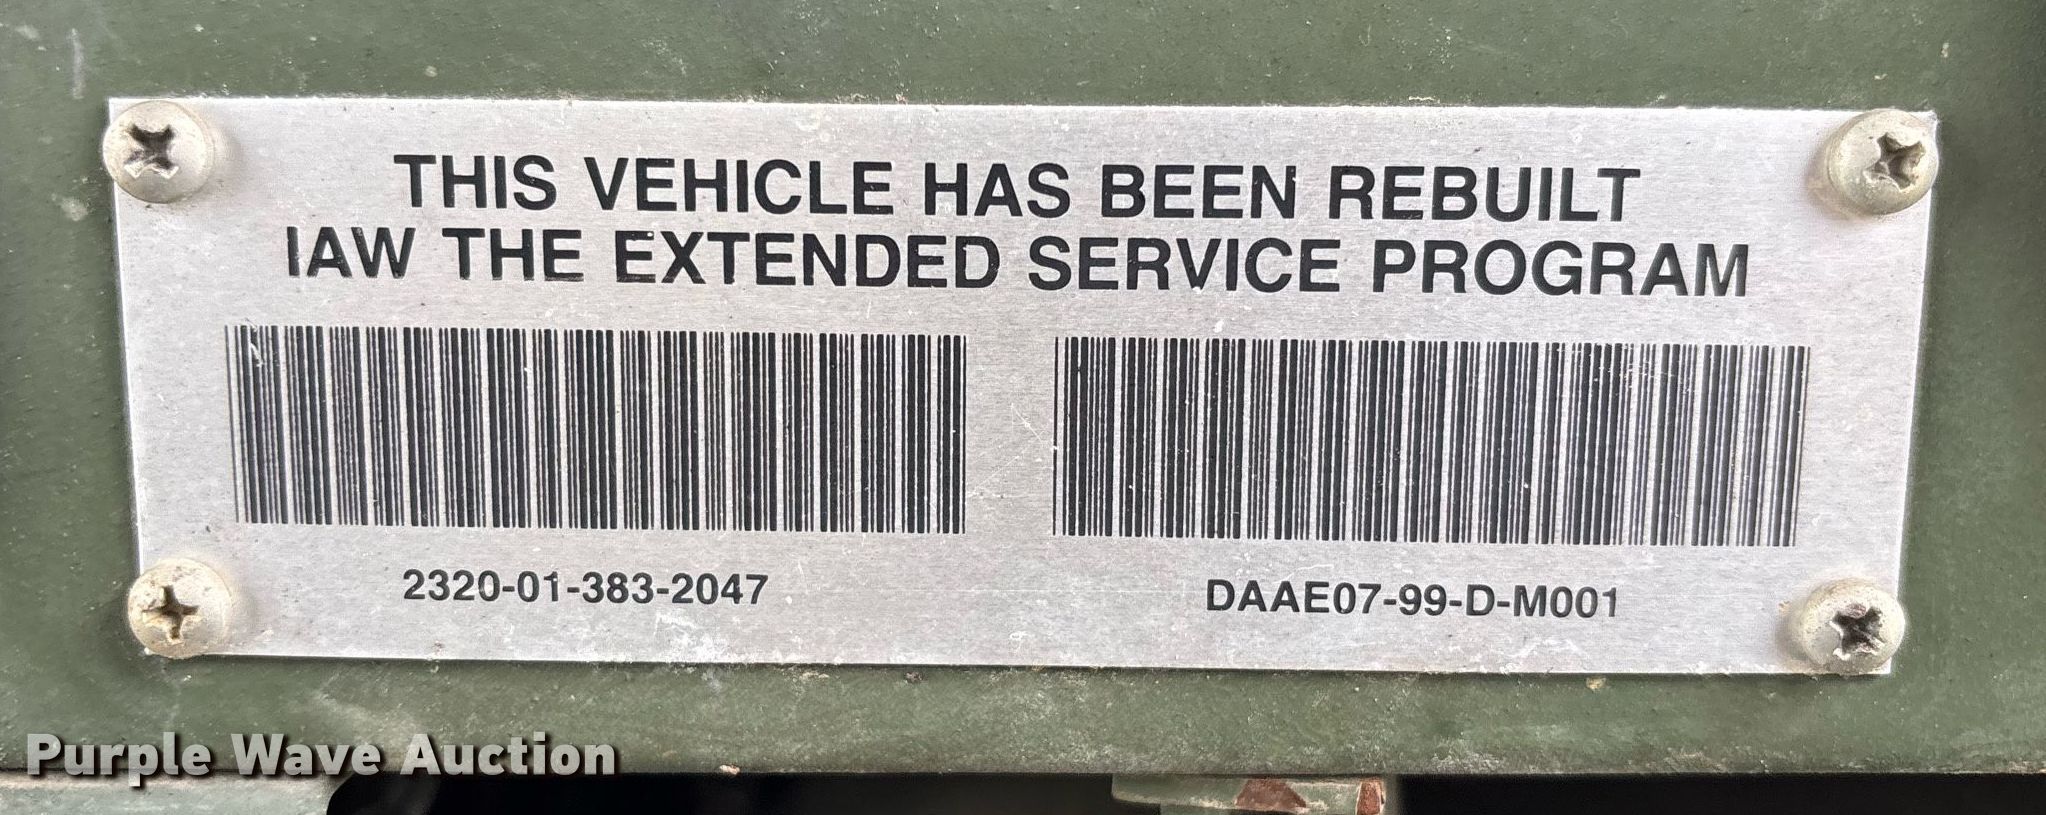 THIS VEHICLE HAS BEEN REBUILT
IAW THE EXTENDED SERVICE PROGRAM
2320-01-383-2047
DAAE07-99-D-M001
Purple Wave Auction